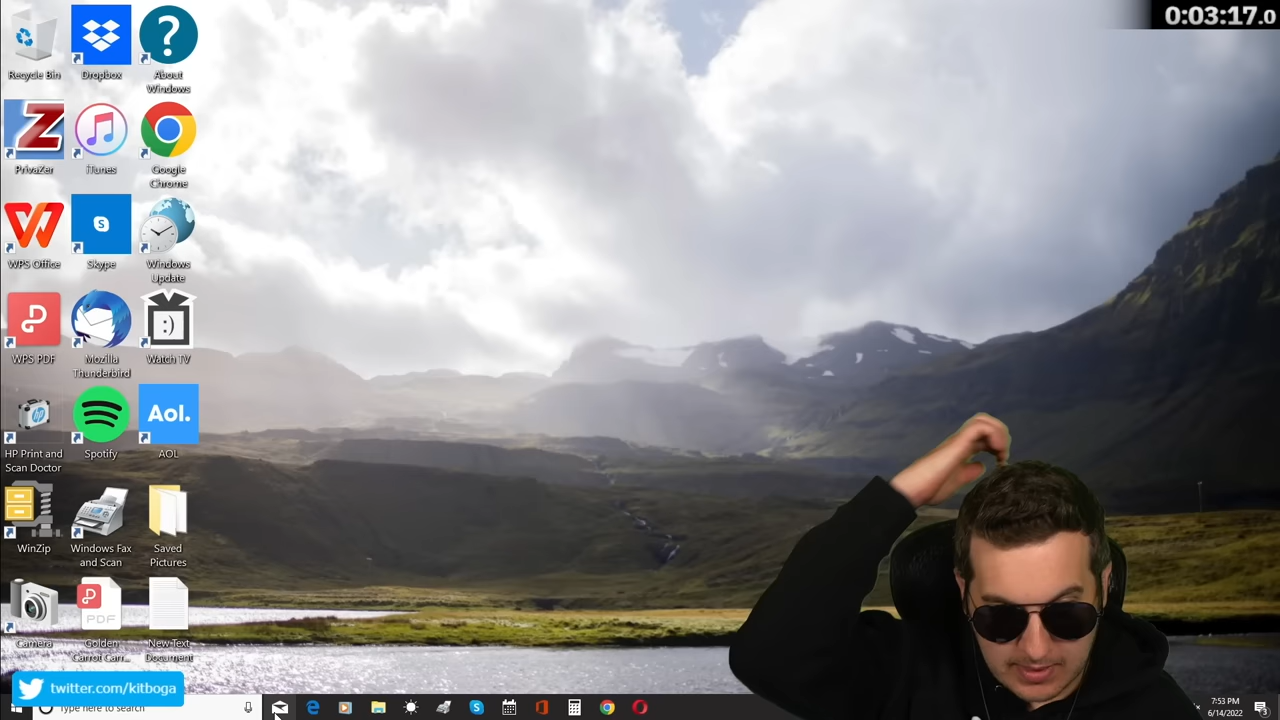 0:03:17.0
Recycle Bin
Dropbox
About
Windows
PrivaZer
iTunes
Google
Chrome
WPS Office
Skype
Windows
Update
WPS PDF
Mozilla
Thunderbird
Watch TV
HP Print and
Scan Doctor
Spotify
Aol.
AOL
WinZip
Windows Fax
and Scan
Saved
Pictures
Camera
PDF
Golden
Carrot Carr...
New Text
Document
twitter.com/kitboga
Type here to search
7:53 PM
6/14/2022